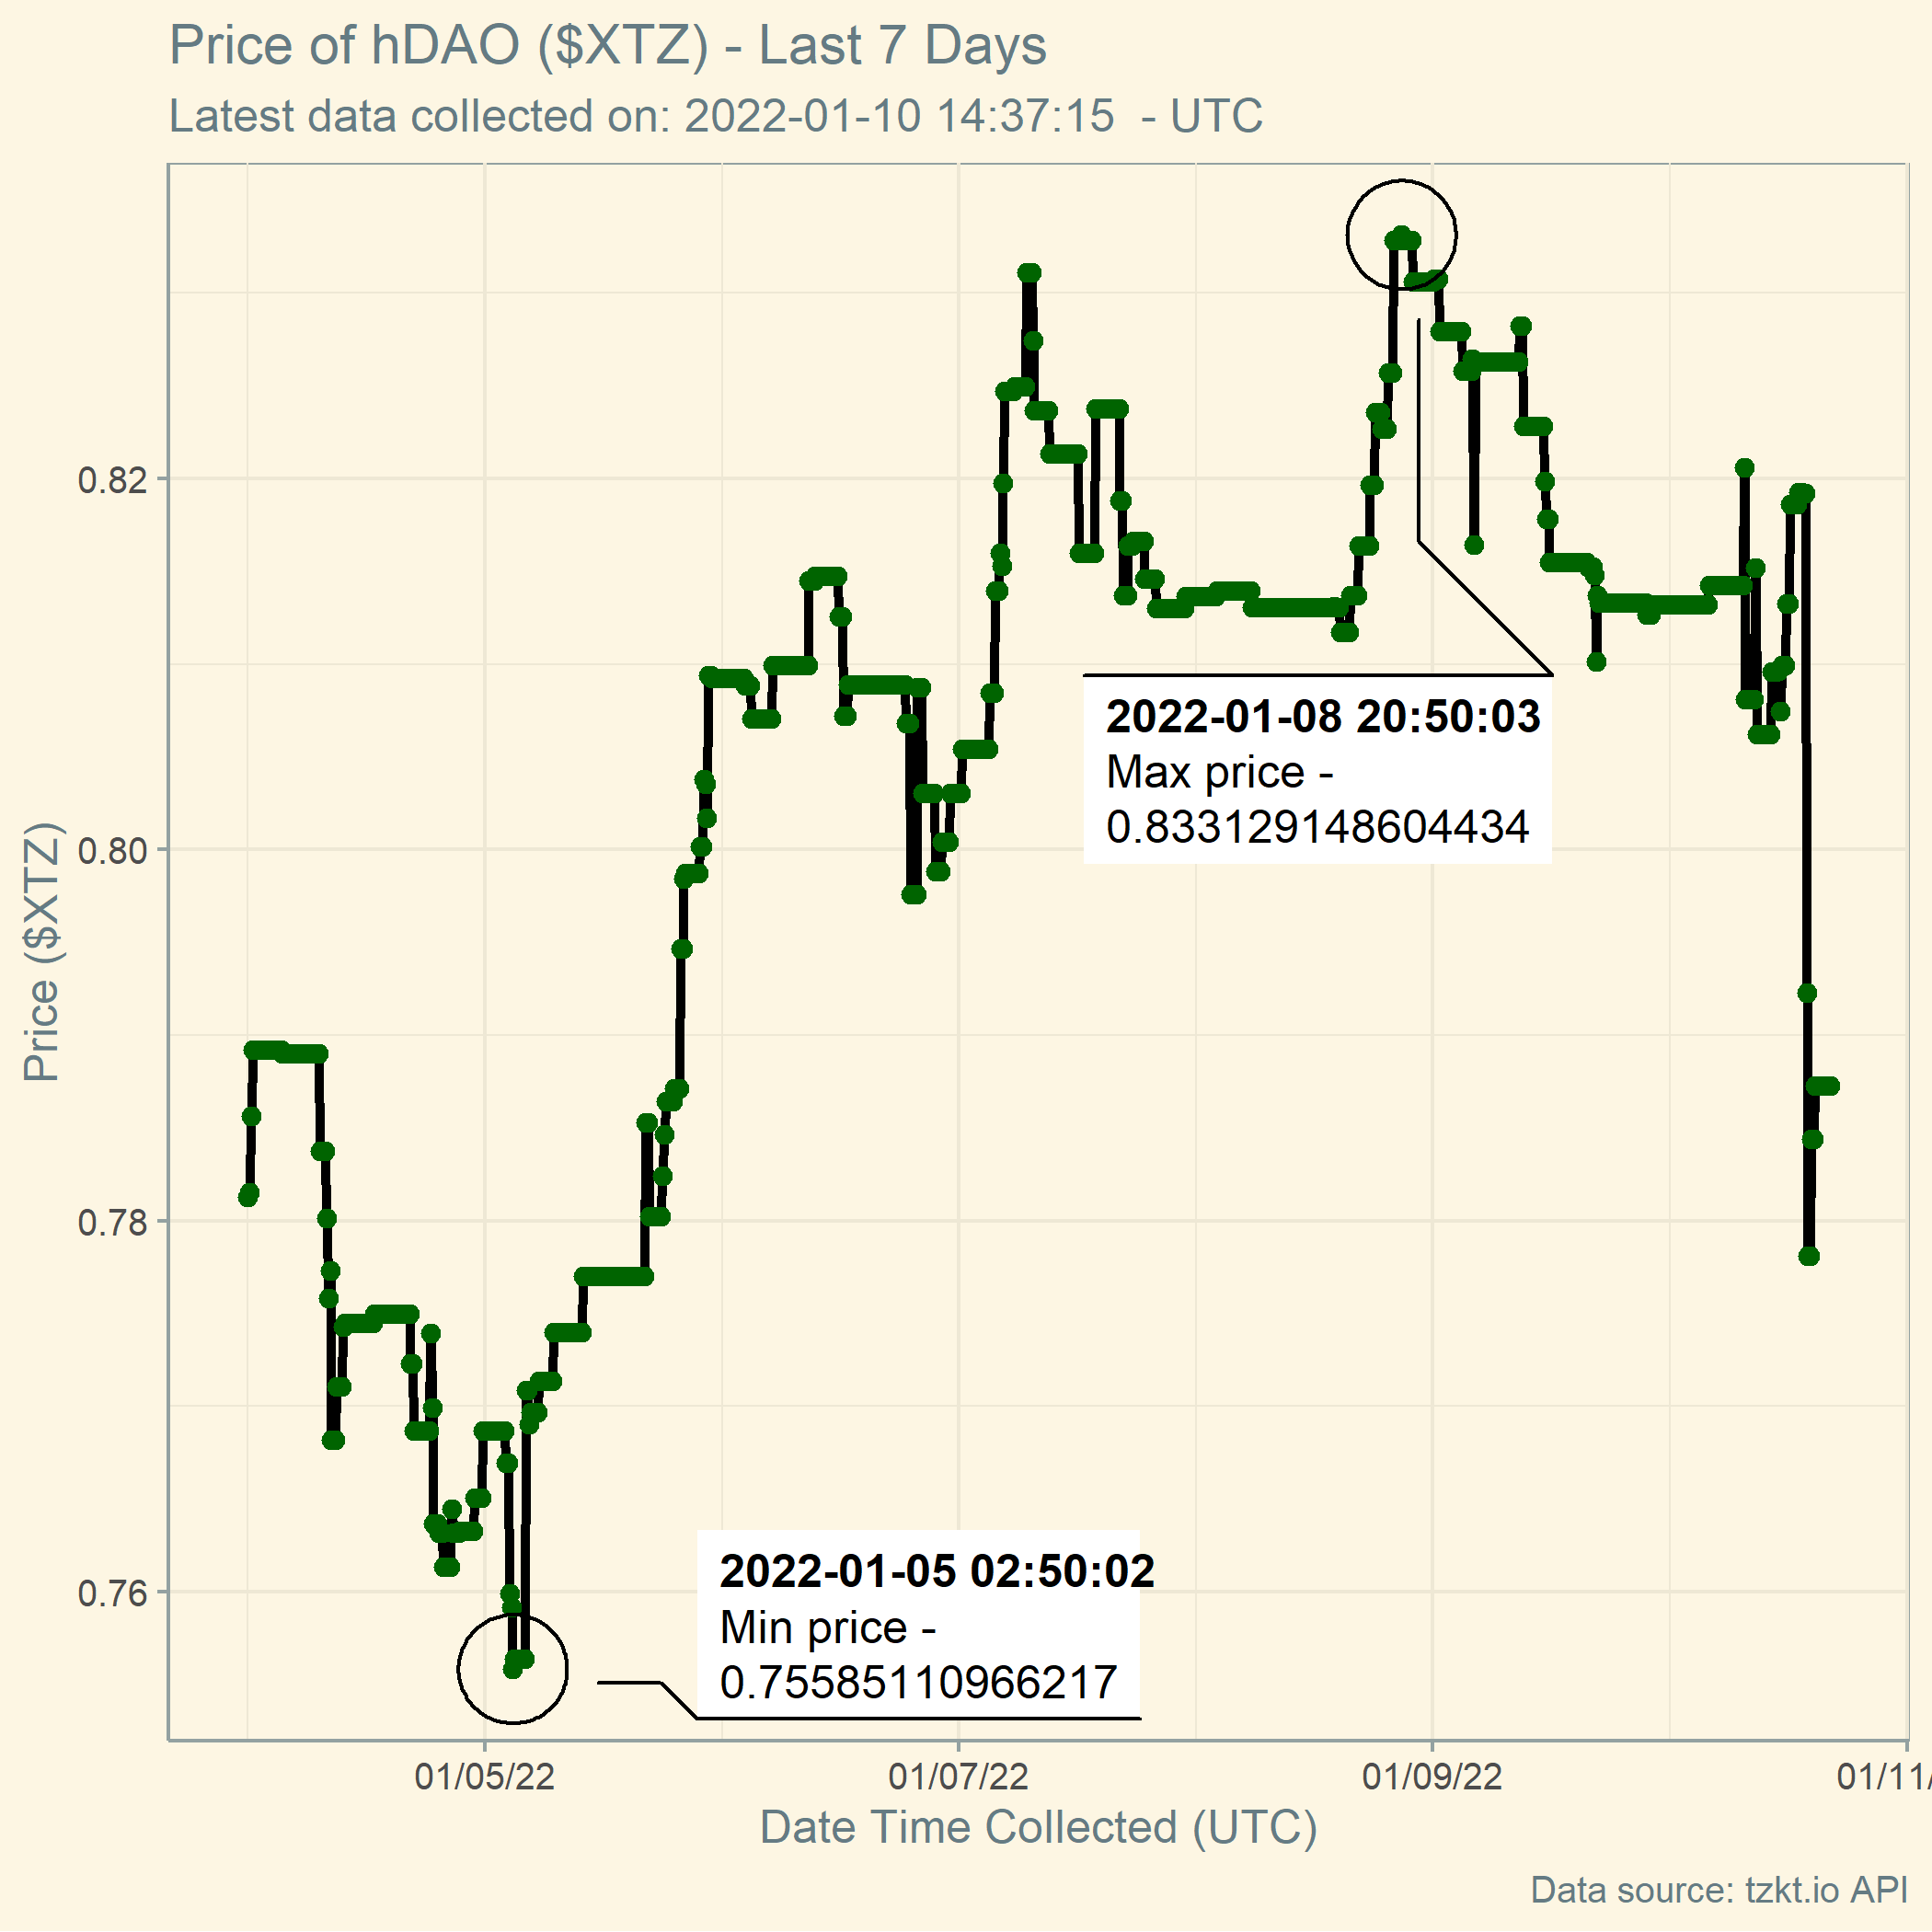 Price of hDAO ($XTZ) - Last 7 Days
Latest data collected on: 2022-01-10 14:37:15  - UTC
Price ($XTZ)
0.82
0.80
0.78
0.76
2022-01-08 20:50:03
Max price -
0.833129148604434
2022-01-05 02:50:02
Min price -
0.75585110966217
01/05/22
01/07/22
01/09/22
01/11/
Date Time Collected (UTC)
Data source: tzkt.io API